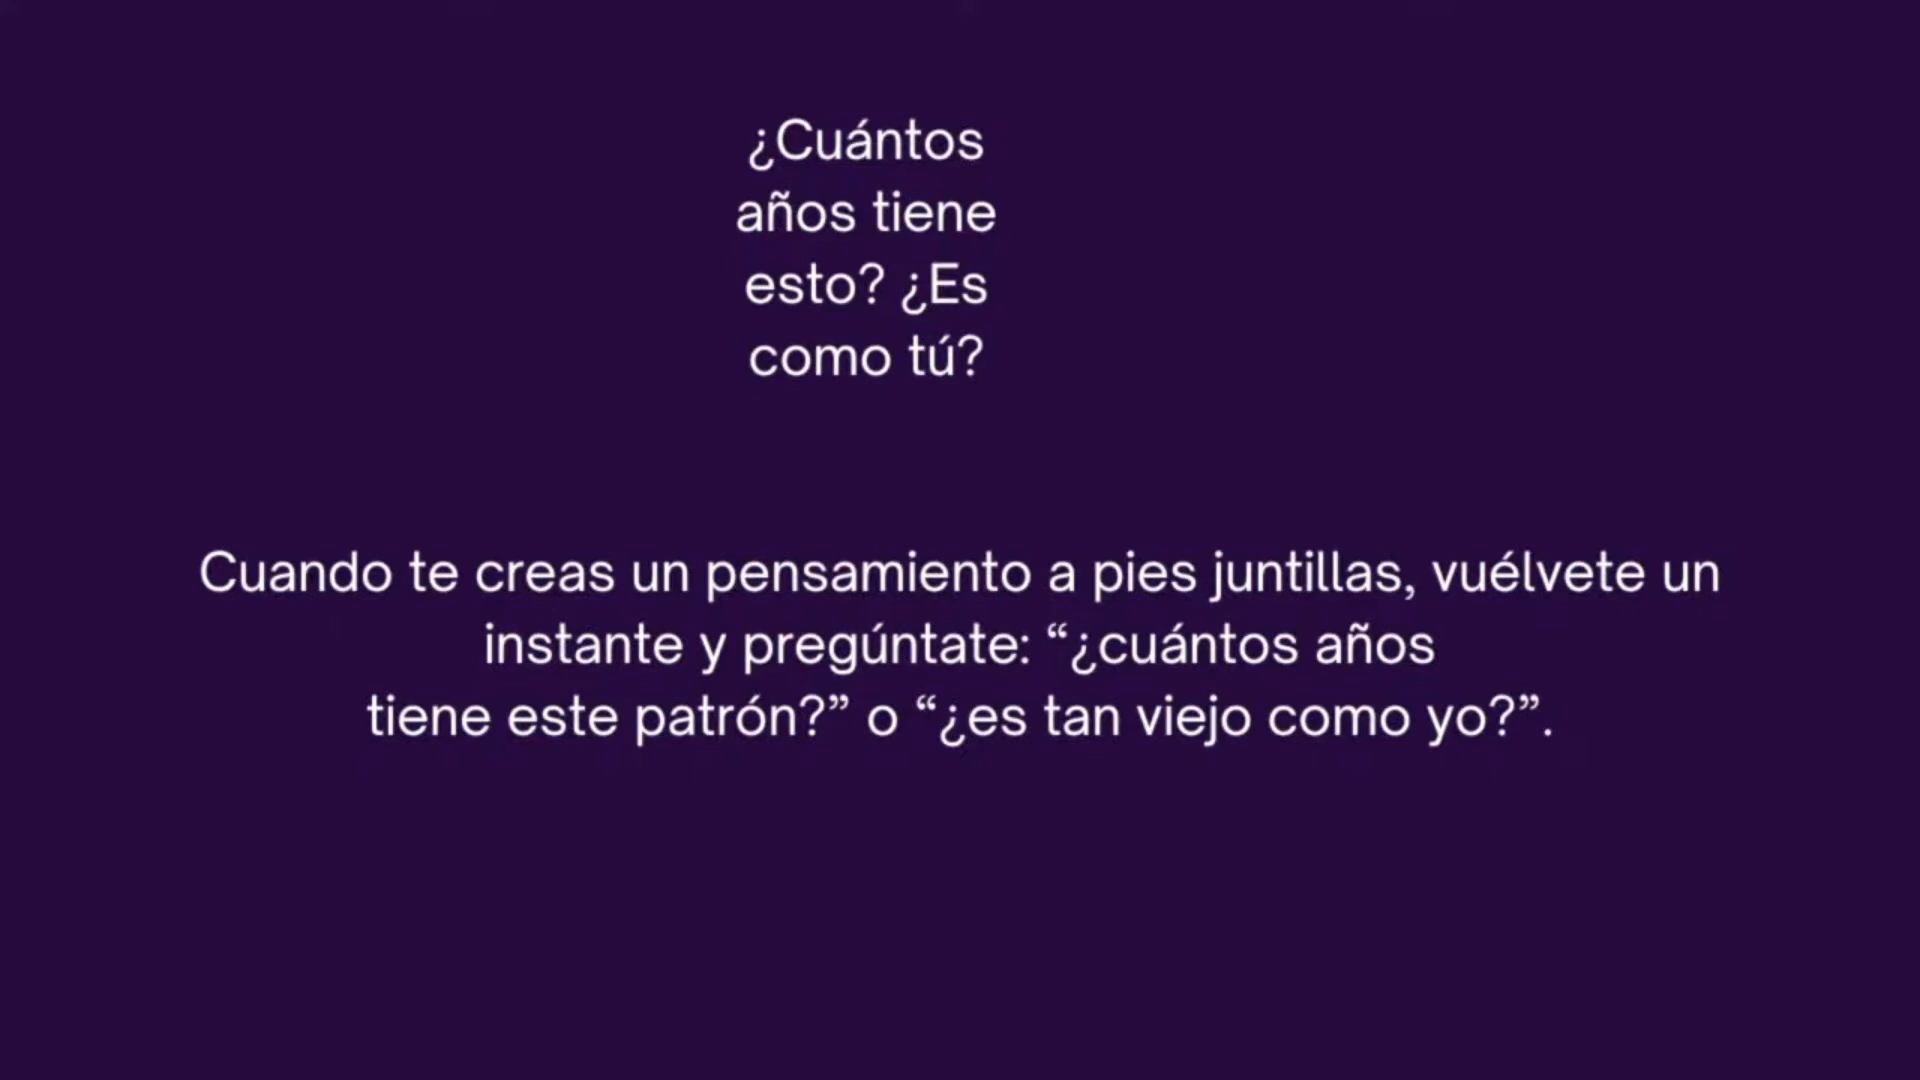 ¿Cuántos
años tiene
esto? ¿Es
como tú?
Cuando te creas un pensamiento a pies juntillas, vuélvete un
instante y pregúntate: “¿cuántos años
tiene este patrón?” o “¿es tan viejo como yo?”.